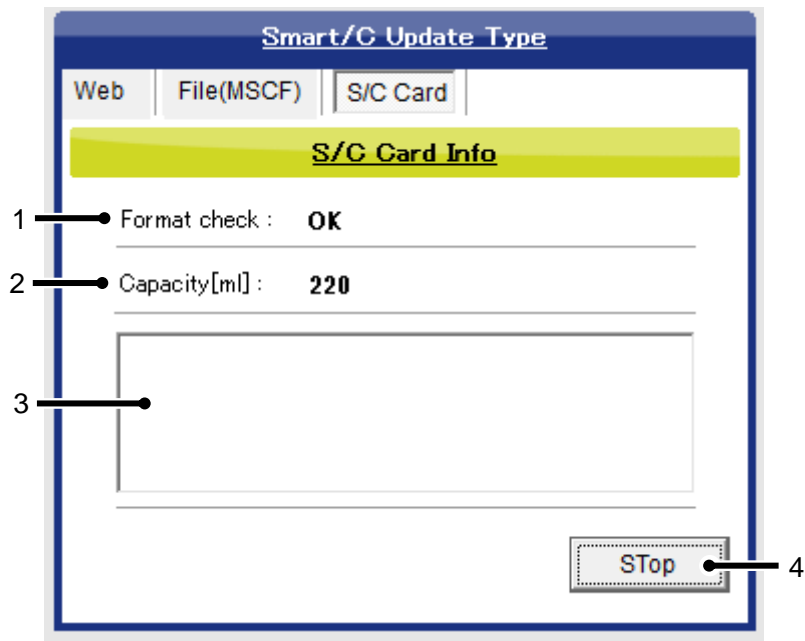 Smart/C Update Type
Web File(MSCF) S/C Card
S/C Card Info
1 Format check : OK
2 Capacity[ml] : 220
3
STop 4